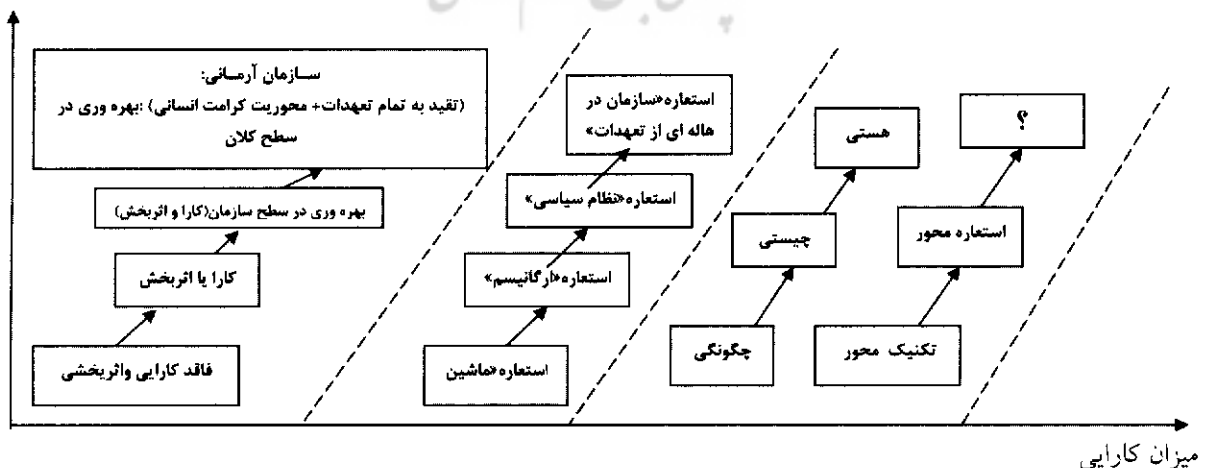 سازمان آرمانی:
(تقید به تمام تعهدات+ محوریت کرامت انسانی) :بهره وری در
سطح کلان
بهره وری در سطح سازمان(کارا و اثربخش)
کارا یا اثربخش
فاقد کارایی واثربخشی
استعاره«سازمان در
هاله ای از تعهدات»
استعاره«نظام سیاسی»
استعاره«ارگانیسم»
استعاره«ماشین
هستی
چیستی
چگونگی
؟
استعاره محور
تکنیک محور
میزان کارایی